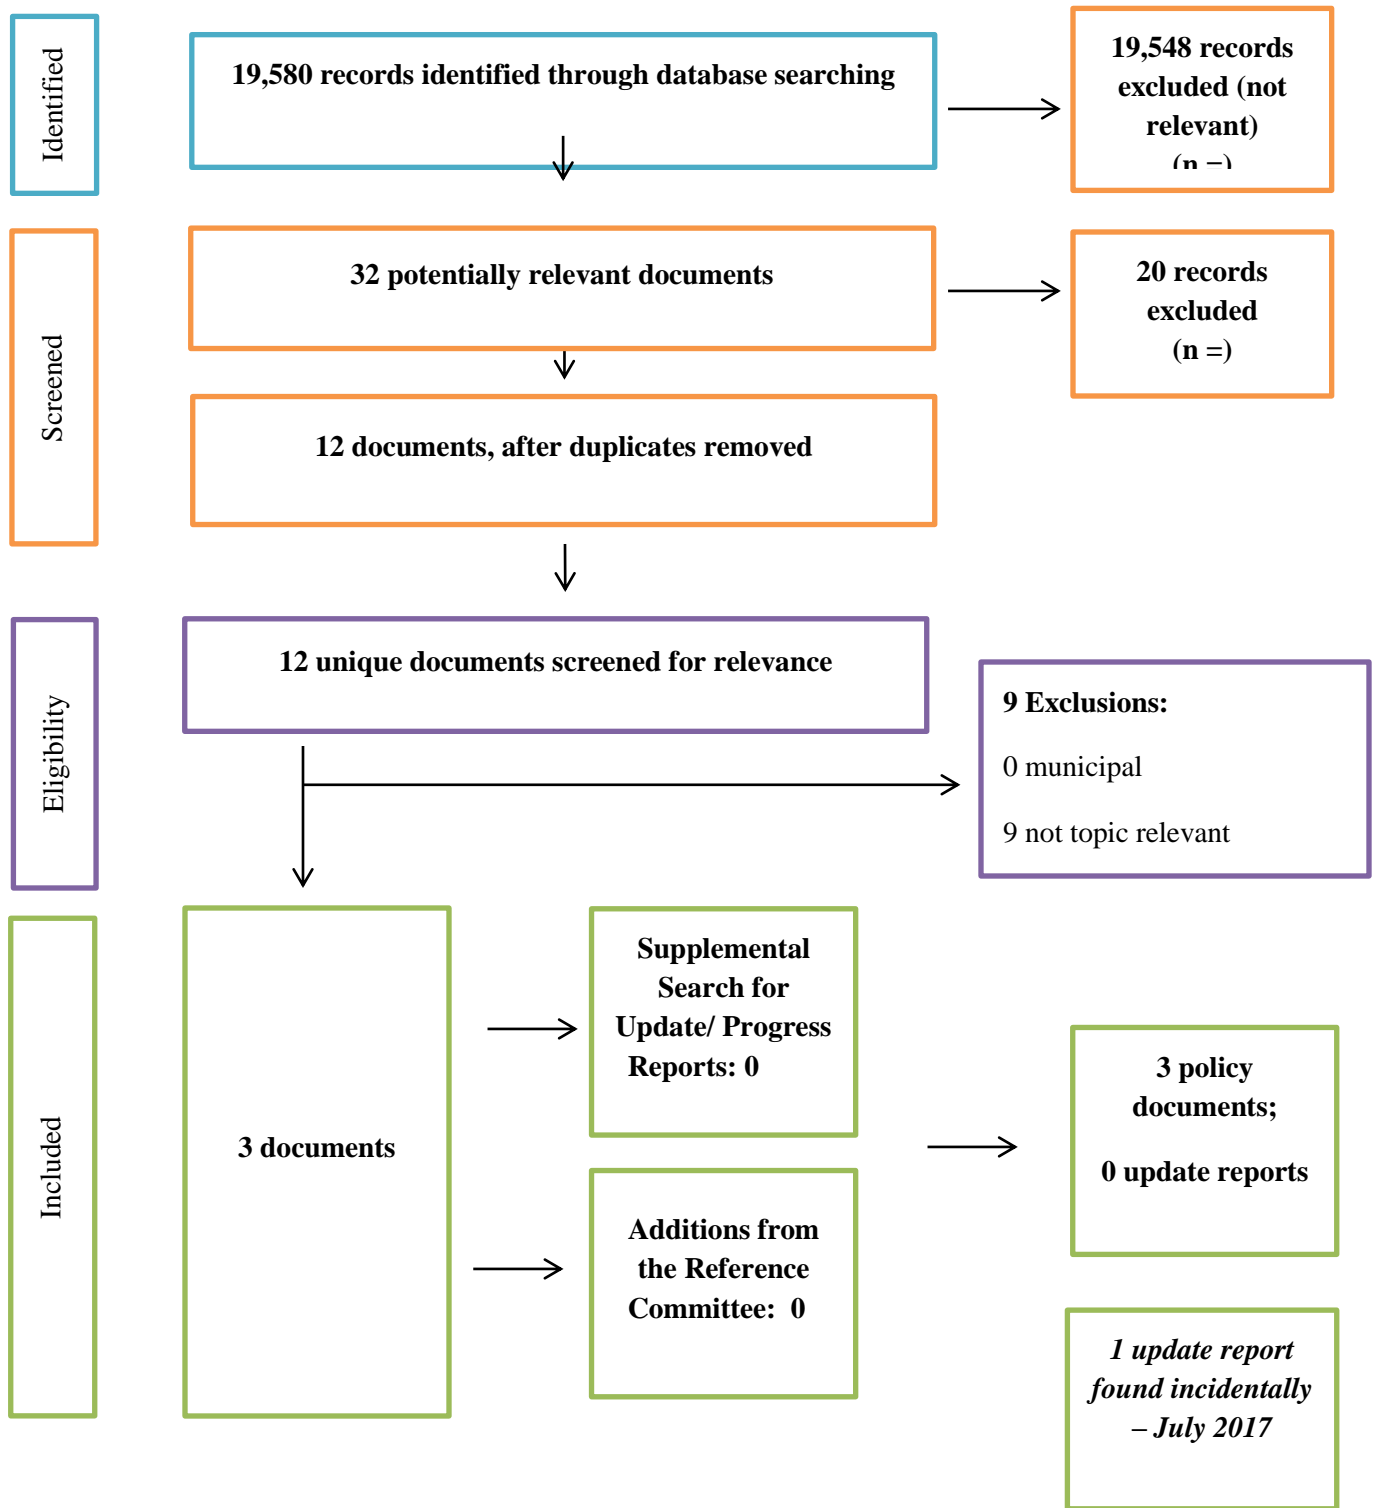 Identified
19,580 records identified through database searching
19,548 records
excluded (not
relevant)
(n =)
Screened
32 potentially relevant documents
20 records
excluded
(n =)
12 documents, after duplicates removed
Eligibility
12 unique documents screened for relevance
9 Exclusions:
0 municipal
9 not topic relevant
Included
3 documents
Supplemental
Search for
Update/ Progress
Reports: 0
Additions from
the Reference
Committee:  0
3 policy
documents;
0 update reports
1 update report
found incidentally
– July 2017